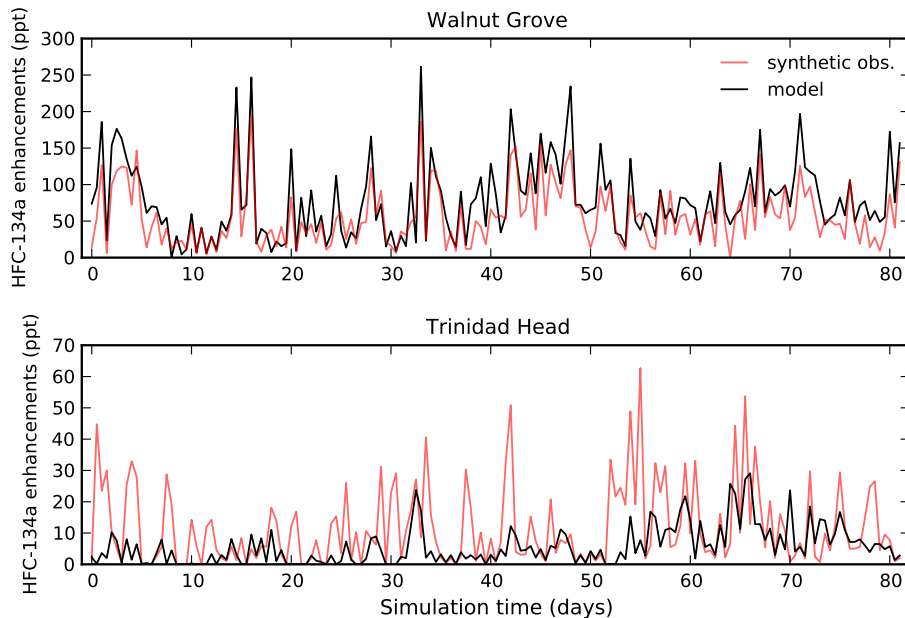 Walnut Grove
HFC-134a enhancements (ppt)
300
250
200
150
100
50
0
synthetic obs.
model
0 10 20 30 40 50 60 70 80
Trinidad Head
HFC-134a enhancements (ppt)
70
60
50
40
30
20
10
0
0 10 20 30 40 50 60 70 80
Simulation time (days)